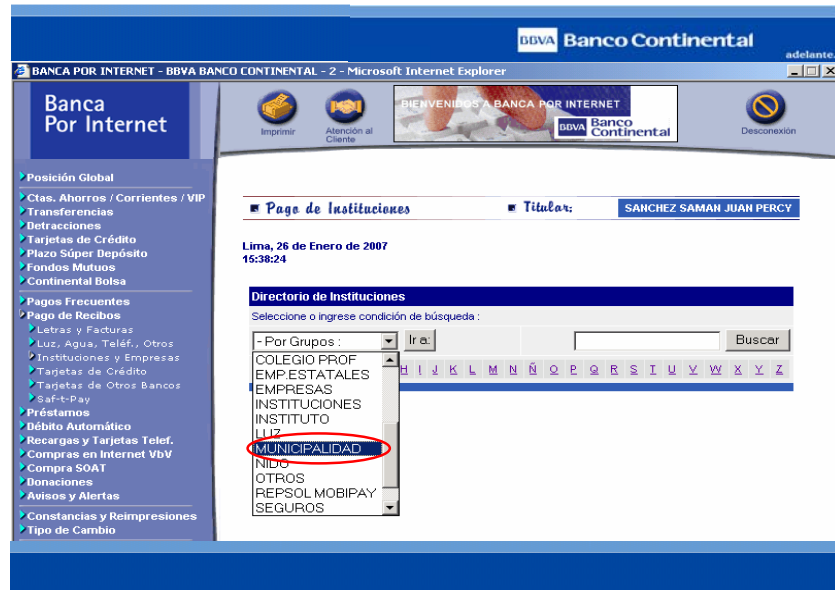 BBVA Banco Continental
adelante.
BANCA POR INTERNET - BBVA BANCO CONTINENTAL - 2 - Microsoft Internet Explorer
Banca
Por Internet
Imprimir
Atención al
Cliente
BIENVENIDOS A BANCA POR INTERNET
BBVA Banco
Continental
Desconexión
Posición Global
Ctas. Ahorros / Corrientes / VIP
Transferencias
Detracciones
Tarjetas de Crédito
Plazo Súper Depósito
Fondos Mutuos
Continental Bolsa
Pagos Frecuentes
Pago de Recibos
Letras y Facturas
Luz, Agua, Teléf., Otros
Instituciones y Empresas
Tarjetas de Crédito
Tarjetas de Otros Bancos
Saf-t-Pay
Préstamos
Débito Automático
Recargas y Tarjetas Telef.
Compras en Internet VbV
Compra SOAT
Donaciones
Avisos y Alertas
Constancias y Reimpresiones
Tipo de Cambio
Pago de Instituciones
Titular:
SANCHEZ SAMAN JUAN PERCY
Lima, 26 de Enero de 2007
15:38:24
Directorio de Instituciones
Seleccione o ingrese condición de búsqueda :
- Por Grupos :
Ir a:
Buscar
H I J K L M N Ñ O P Q R S T U V W X Y Z
COLEGIO PROF
EMP.ESTATALES
EMPRESAS
INSTITUCIONES
INSTITUTO
LUZ
MUNICIPALIDAD
NIDO
OTROS
REPSOL MOBIPAY
SEGUROS